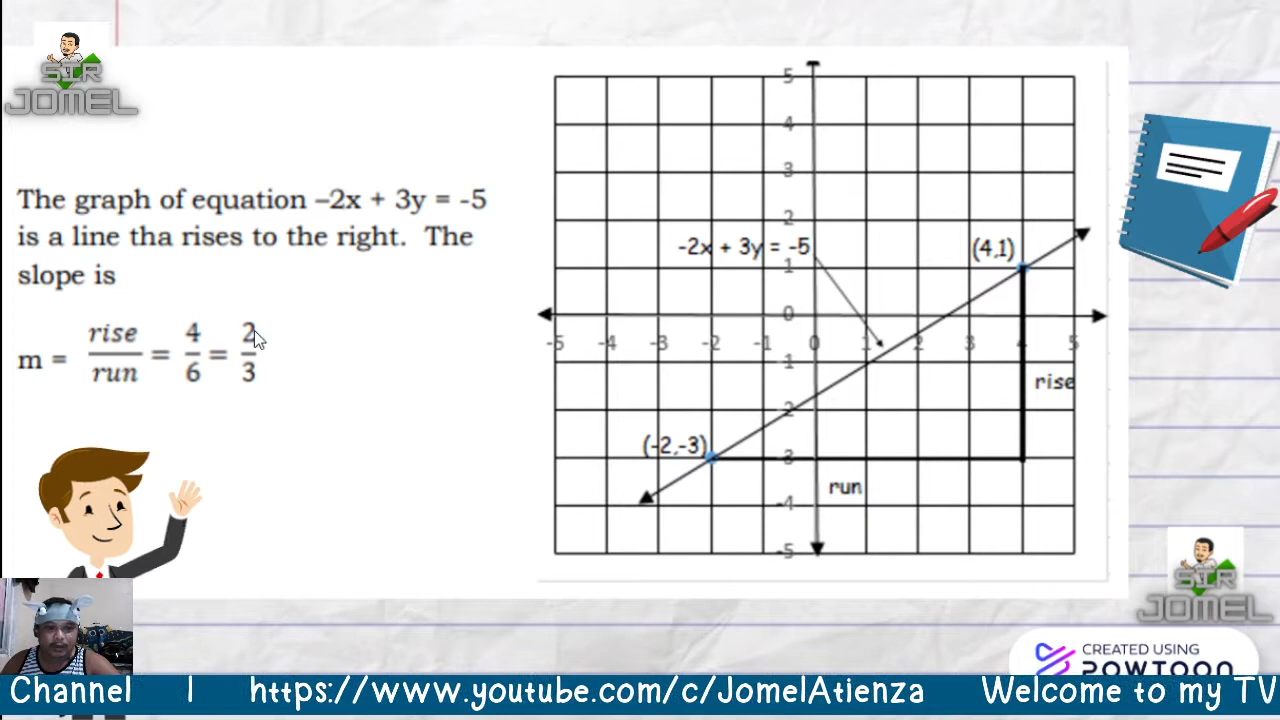 SIR
JOMEL
The graph of equation –2x + 3y = -5
is a line tha rises to the right. The
slope is
m = rise/run = 4/6 = 2/3
5
4
3
2
-2x + 3y = -5
(4,1)
1
0
-5 -4 -3 -2 -1 0 1 2 3 4 5
-1
rise
-2
(-2,-3)
-3
run
-4
-5
SIR
JOMEL
CREATED USING
POWTOON
Channel | https://www.youtube.com/c/JomelAtienza Welcome to my TV